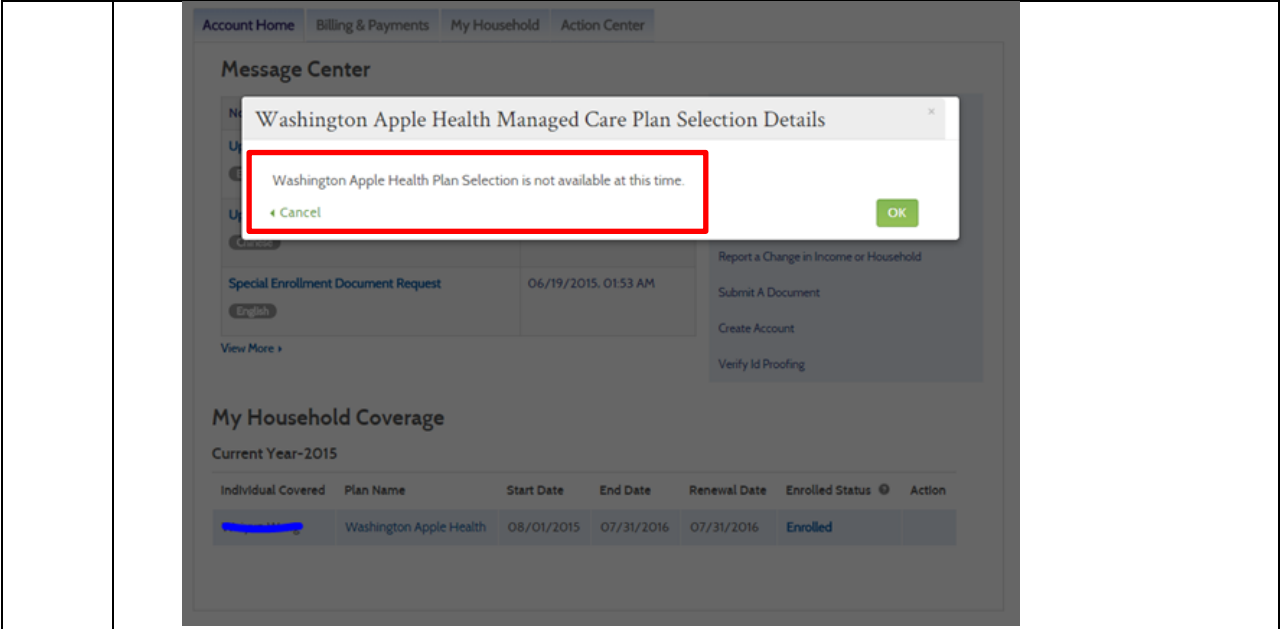 Account Home Billing & Payments My Household Action Center
Message Center
Washington Apple Health Managed Care Plan Selection Details ×
Washington Apple Health Plan Selection is not available at this time.
Cancel OK
Chinese
Report a Change in Income or Household
Special Enrollment Document Request 06/19/2015, 01:53 AM
Submit A Document
English
Create Account
View More
Verify Id Proofing
My Household Coverage
Current Year-2015
Individual Covered Plan Name Start Date End Date Renewal Date Enrolled Status Action
Washington Apple Health 08/01/2015 07/31/2016 07/31/2016 Enrolled